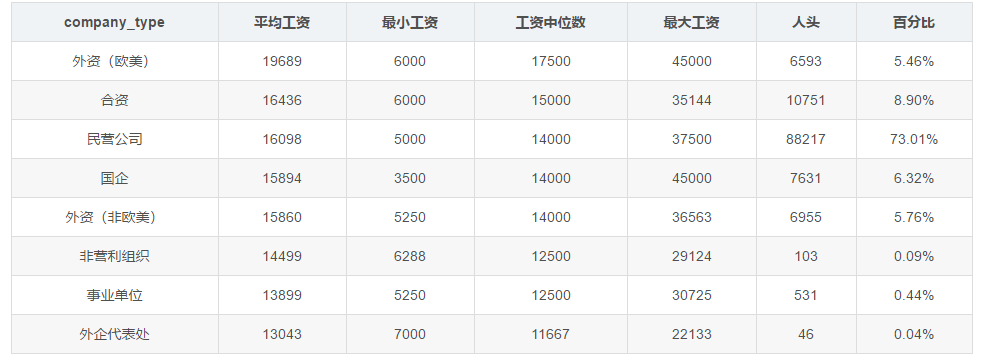 company_type 平均工资 最小工资 工资中位数 最大工资 人头 百分比
外资（欧美） 19689 6000 17500 45000 6593 5.46%
合资 16436 6000 15000 35144 10751 8.90%
民营公司 16098 5000 14000 37500 88217 73.01%
国企 15894 3500 14000 45000 7631 6.32%
外资（非欧美） 15860 5250 14000 36563 6955 5.76%
非营利组织 14499 6288 12500 29124 103 0.09%
事业单位 13899 5250 12500 30725 531 0.44%
外企代表处 13043 7000 11667 22133 46 0.04%